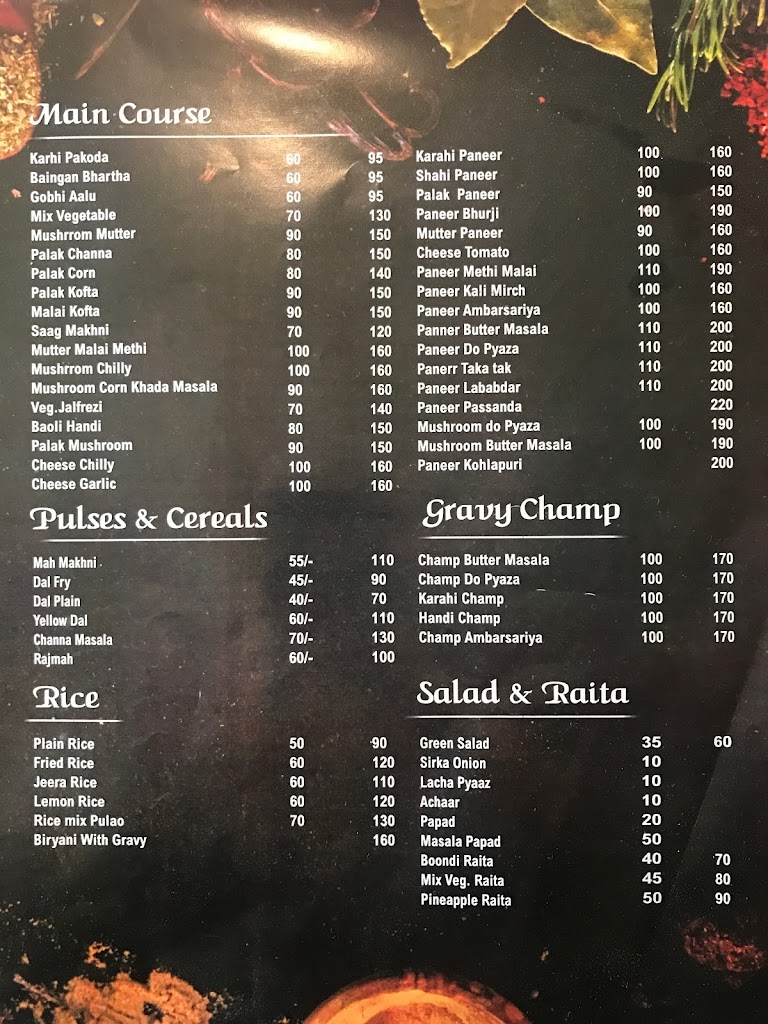 Main Course
Karhi Pakoda 60 95
Baingan Bhartha 60 95
Gobhi Aalu 60 95
Mix Vegetable 70 130
Mushrrom Mutter 90 150
Palak Channa 80 150
Palak Corn 80 140
Palak Kofta 90 150
Malai Kofta 90 150
Saag Makhni 70 120
Mutter Malai Methi 100 160
Mushrrom Chilly 100 160
Mushroom Corn Khada Masala 90 160
Veg.Jalfrezi 70 140
Baoli Handi 80 150
Palak Mushroom 90 150
Cheese Chilly 100 160
Cheese Garlic 100 160
Karahi Paneer 100 160
Shahi Paneer 100 160
Palak Paneer 90 150
Paneer Bhurji 100 190
Mutter Paneer 90 160
Cheese Tomato 100 160
Paneer Methi Malai 110 190
Paneer Kali Mirch 100 160
Paneer Ambarsariya 100 160
Panner Butter Masala 110 200
Paneer Do Pyaza 110 200
Panerr Taka tak 110 200
Paneer Lababdar 110 200
Paneer Passanda 220
Mushroom do Pyaza 100 190
Mushroom Butter Masala 100 190
Paneer Kohlapuri 200
Pulses & Cereals
Mah Makhni 55/- 110
Dal Fry 45/- 90
Dal Plain 40/- 70
Yellow Dal 60/- 110
Channa Masala 70/- 130
Rajmah 60/- 100
Gravy Champ
Champ Butter Masala 100 170
Champ Do Pyaza 100 170
Karahi Champ 100 170
Handi Champ 100 170
Champ Ambarsariya 100 170
Rice
Plain Rice 50 90
Fried Rice 60 120
Jeera Rice 60 110
Lemon Rice 60 120
Rice mix Pulao 70 130
Biryani With Gravy 160
Salad & Raita
Green Salad 35 60
Sirka Onion 10
Lacha Pyaaz 10
Achaar 10
Papad 20
Masala Papad 50
Boondi Raita 40 70
Mix Veg. Raita 45 80
Pineapple Raita 50 90